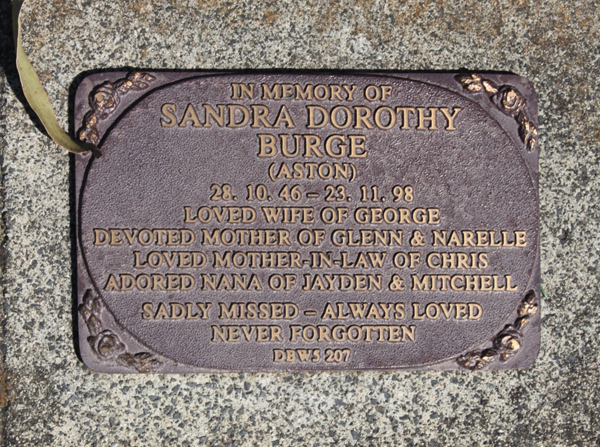 IN MEMORY OF
SANDRA DOROTHY
BURGE
(ASTON)
28. 10. 46 – 23. 11. 98
LOVED WIFE OF GEORGE
DEVOTED MOTHER OF GLENN & NARELLE
LOVED MOTHER-IN-LAW OF CHRIS
ADORED NANA OF JAYDEN & MITCHELL
SADLY MISSED – ALWAYS LOVED
NEVER FORGOTTEN
DBW5 207